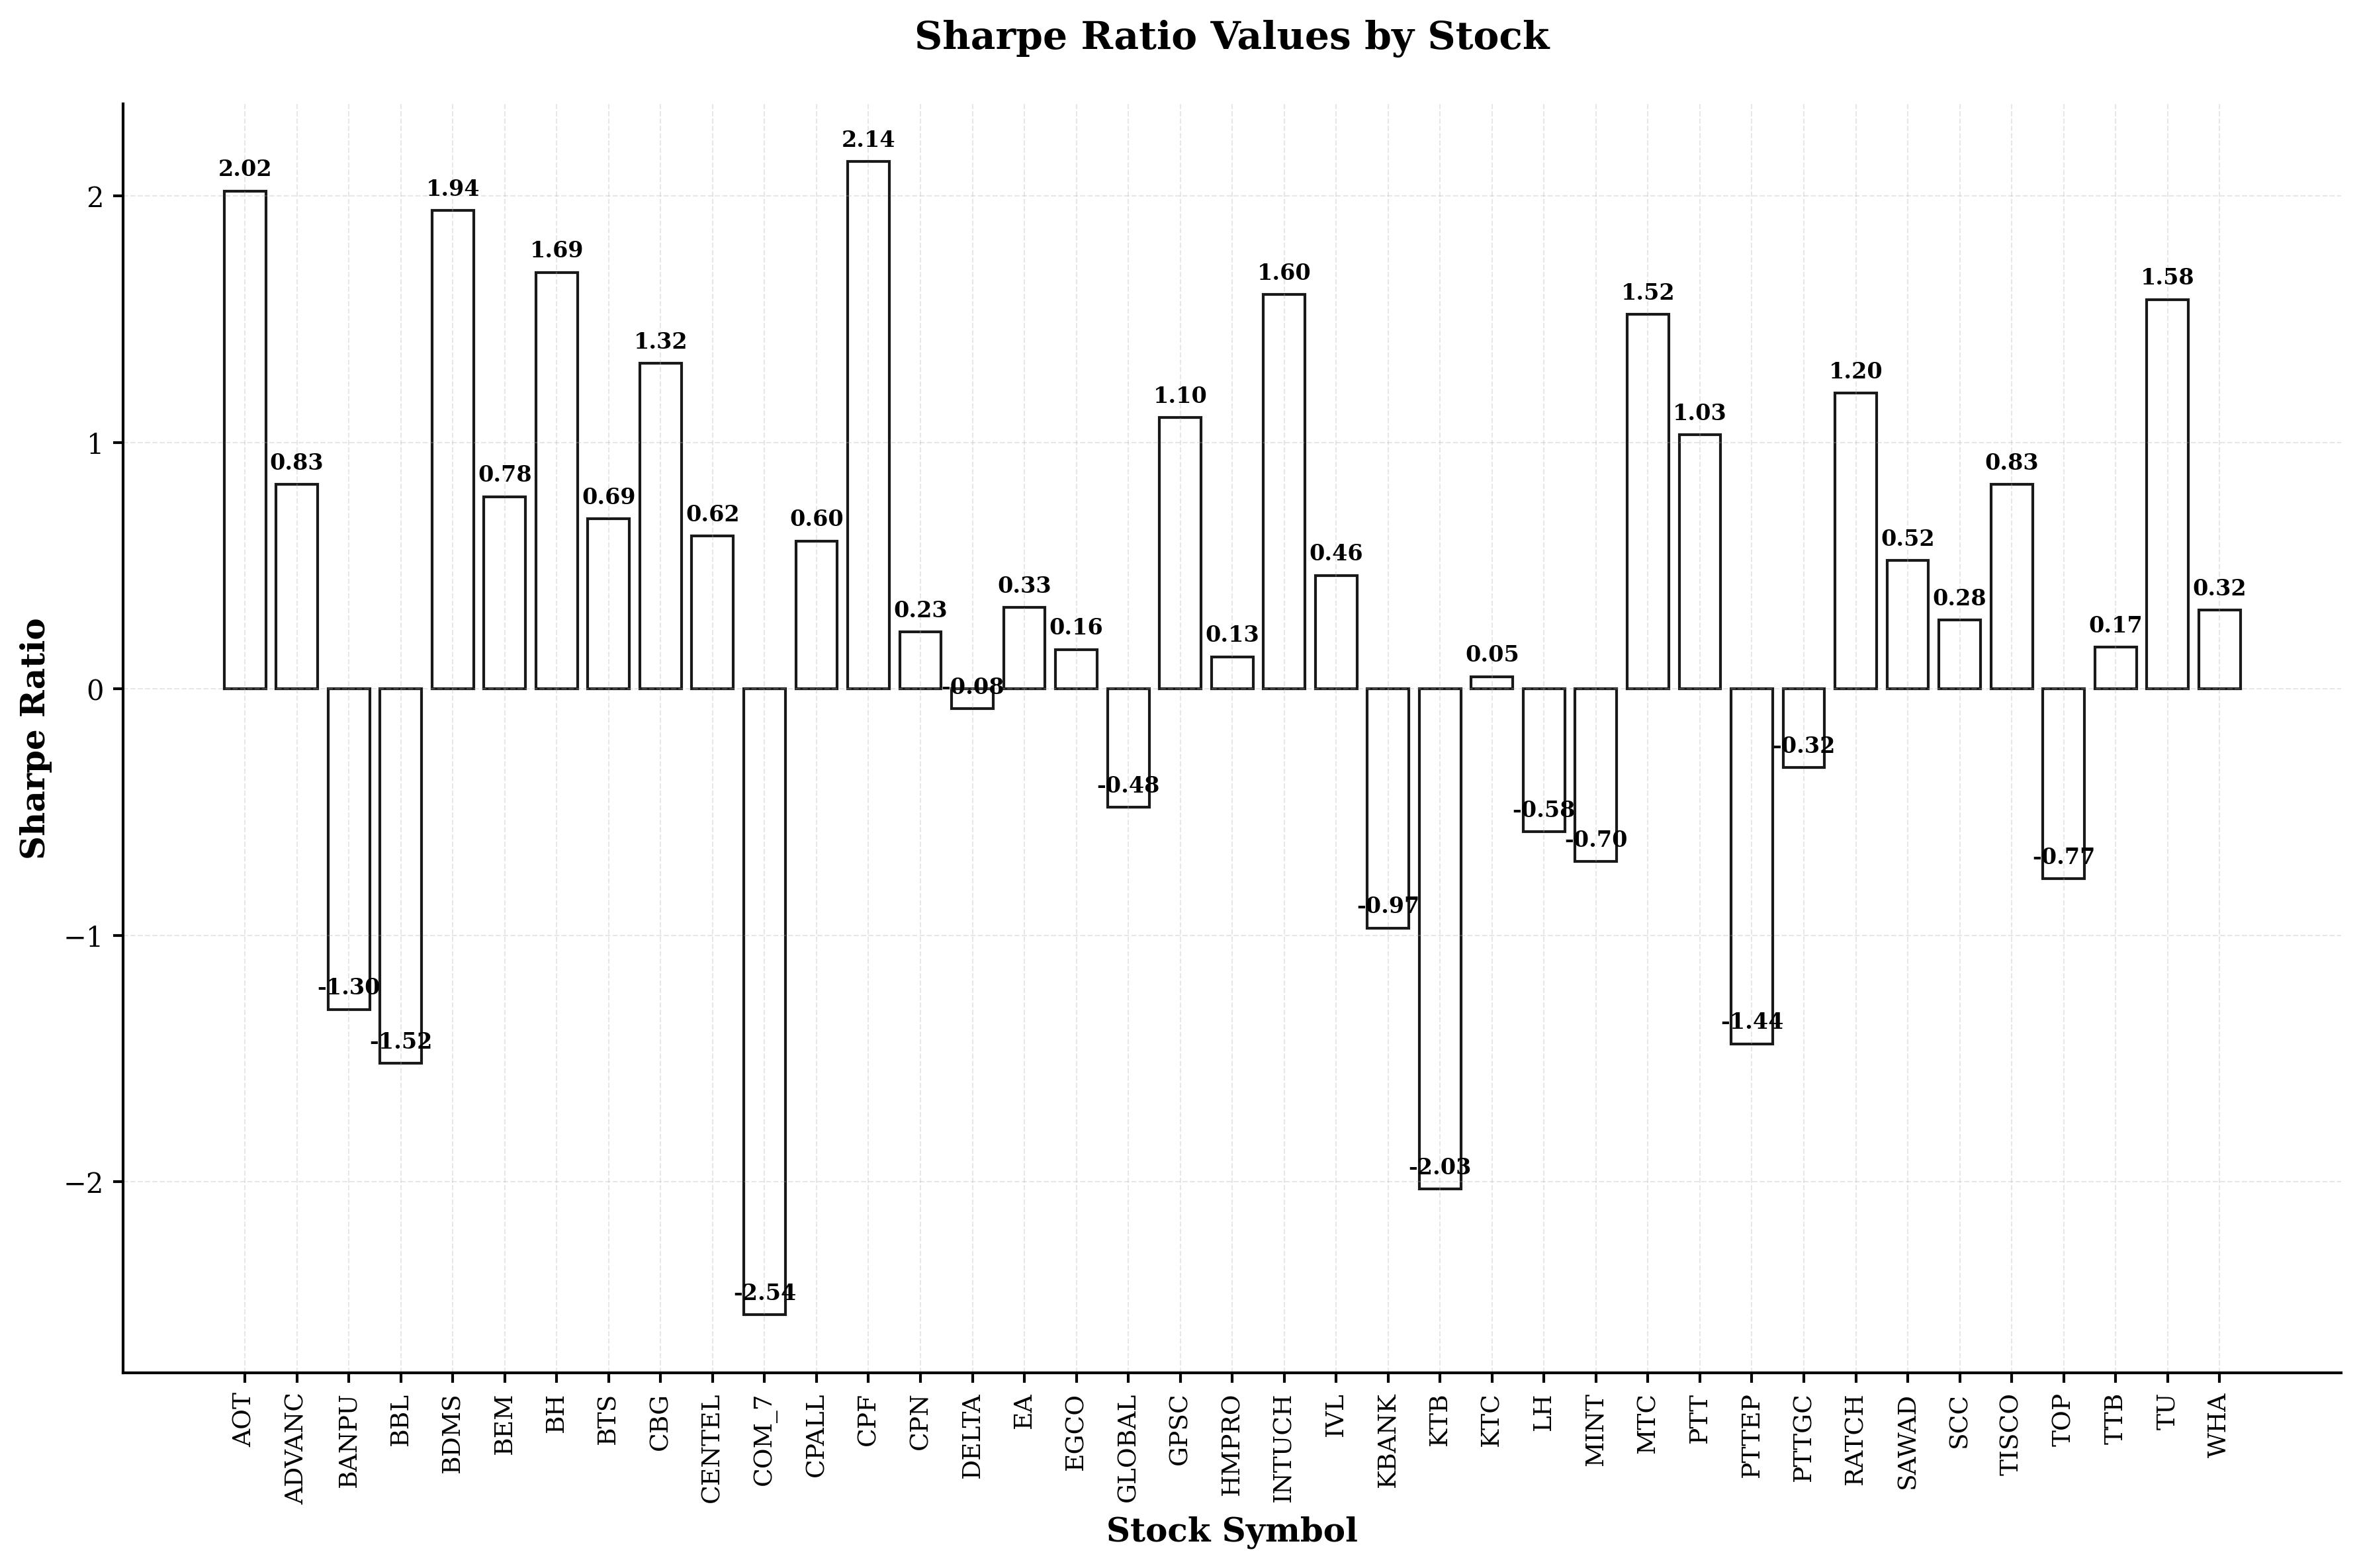 Sharpe Ratio Values by Stock
Sharpe Ratio
2
1
0
−1
−2
2.02
0.83
-1.30
-1.52
1.94
0.78
1.69
0.69
1.32
0.62
-2.54
0.60
2.14
0.23
-0.08
0.33
0.16
-0.48
1.10
0.13
1.60
0.46
-0.97
-2.03
0.05
-0.58
-0.70
1.52
1.03
-1.44
-0.32
1.20
0.52
0.28
0.83
-0.77
0.17
1.58
0.32
AOT
ADVANC
BANPU
BBL
BDMS
BEM
BH
BTS
CBG
CENTEL
COM_7
CPALL
CPF
CPN
DELTA
EA
EGCO
GLOBAL
GPSC
HMPRO
INTUCH
IVL
KBANK
KTB
KTC
LH
MINT
MTC
PTT
PTTEP
PTTGC
RATCH
SAWAD
SCC
TISCO
TOP
TTB
TU
WHA
Stock Symbol